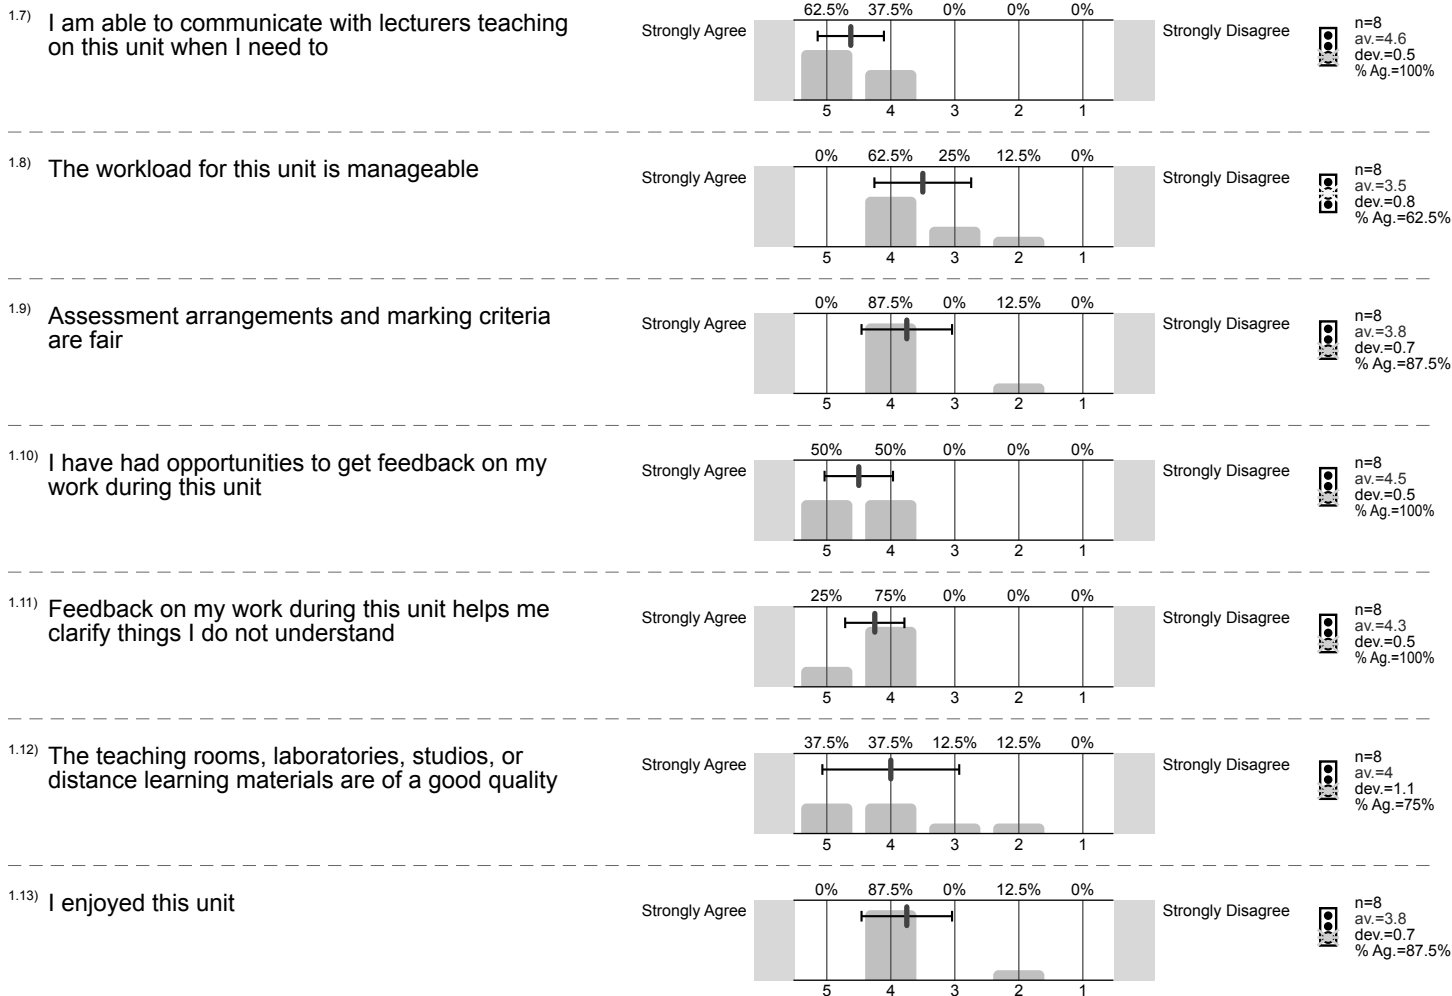 1.7) I am able to communicate with lecturers teaching
on this unit when I need to
62.5% 37.5% 0% 0% 0%
Strongly Agree
Strongly Disagree
5 4 3 2 1
n=8
av.=4.6
dev.=0.5
% Ag.=100%
1.8) The workload for this unit is manageable
0% 62.5% 25% 12.5% 0%
Strongly Agree
Strongly Disagree
5 4 3 2 1
n=8
av.=3.5
dev.=0.8
% Ag.=62.5%
1.9) Assessment arrangements and marking criteria
are fair
0% 87.5% 0% 12.5% 0%
Strongly Agree
Strongly Disagree
5 4 3 2 1
n=8
av.=3.8
dev.=0.7
% Ag.=87.5%
1.10) I have had opportunities to get feedback on my
work during this unit
50% 50% 0% 0% 0%
Strongly Agree
Strongly Disagree
5 4 3 2 1
n=8
av.=4.5
dev.=0.5
% Ag.=100%
1.11) Feedback on my work during this unit helps me
clarify things I do not understand
25% 75% 0% 0% 0%
Strongly Agree
Strongly Disagree
5 4 3 2 1
n=8
av.=4.3
dev.=0.5
% Ag.=100%
1.12) The teaching rooms, laboratories, studios, or
distance learning materials are of a good quality
37.5% 37.5% 12.5% 12.5% 0%
Strongly Agree
Strongly Disagree
5 4 3 2 1
n=8
av.=4
dev.=1.1
% Ag.=75%
1.13) I enjoyed this unit
0% 87.5% 0% 12.5% 0%
Strongly Agree
Strongly Disagree
5 4 3 2 1
n=8
av.=3.8
dev.=0.7
% Ag.=87.5%